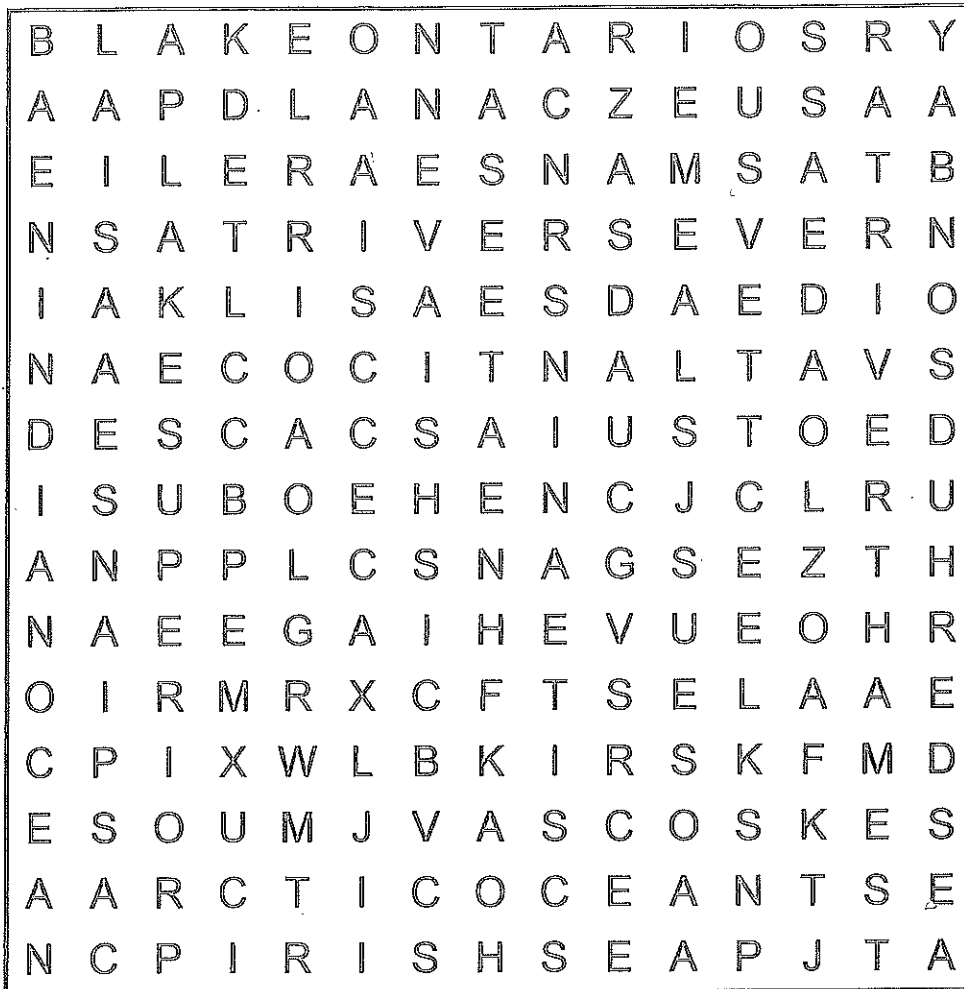 B L A K E O N T A R I O S R Y
A A P D L A N A C Z E U S A A
E I L E R A E S N A M S A T B
N S A T R I V E R S E V E R N
I A K L I S A E S D A E D I O
N A E C O C I T N A L T A V S
D E S C A C S A I U S T O E D
I S U B O E H E N C J C L R U
A N P P L C S N A G S E Z T H
N A E E G A I H E V U E O H R
O I R M R X C F T S E L A A E
C P I X W L B K I R S K F M D
E S O U M J V A S C O S K E S
A A R C T I C O C E A N T S E
N C P I R I S H S E A P J T A